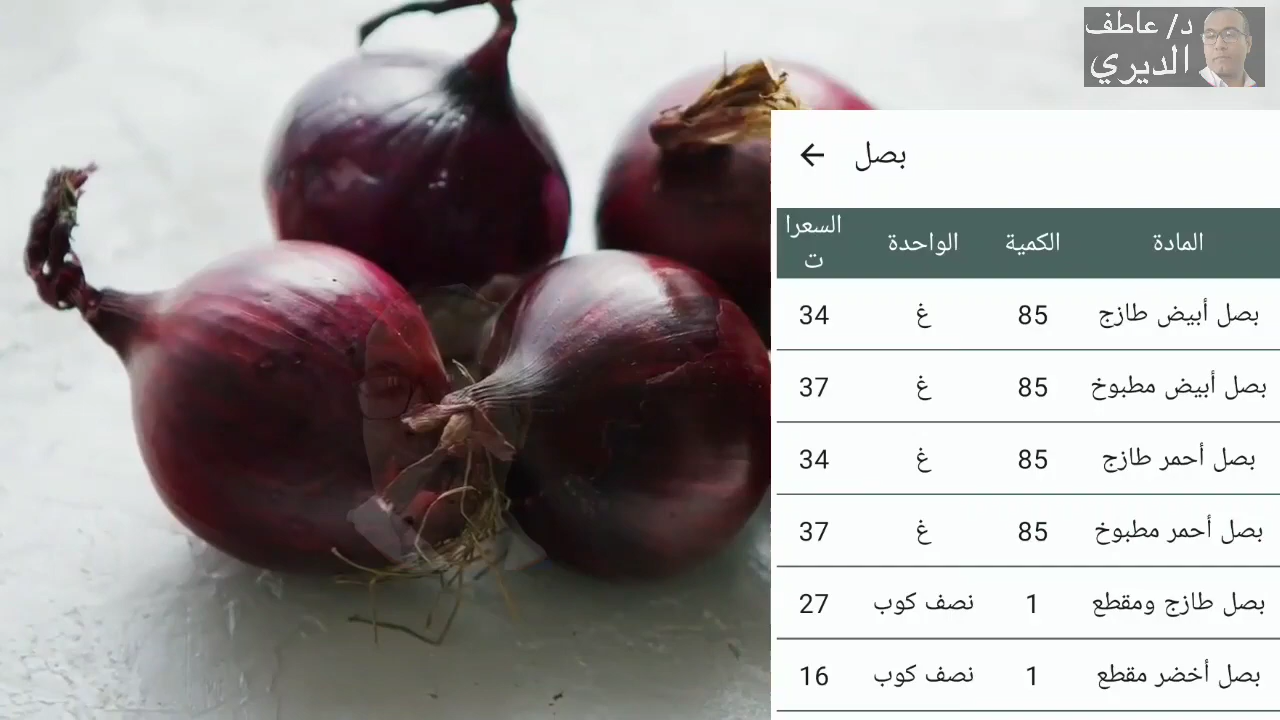 د/ عاطف
الديري
بصل
المادة الكمية الواحدة السعرا
ت
بصل أبيض طازج 85 غ 34
بصل أبيض مطبوخ 85 غ 37
بصل أحمر طازج 85 غ 34
بصل أحمر مطبوخ 85 غ 37
بصل طازج ومقطع 1 نصف كوب 27
بصل أخضر مقطع 1 نصف كوب 16